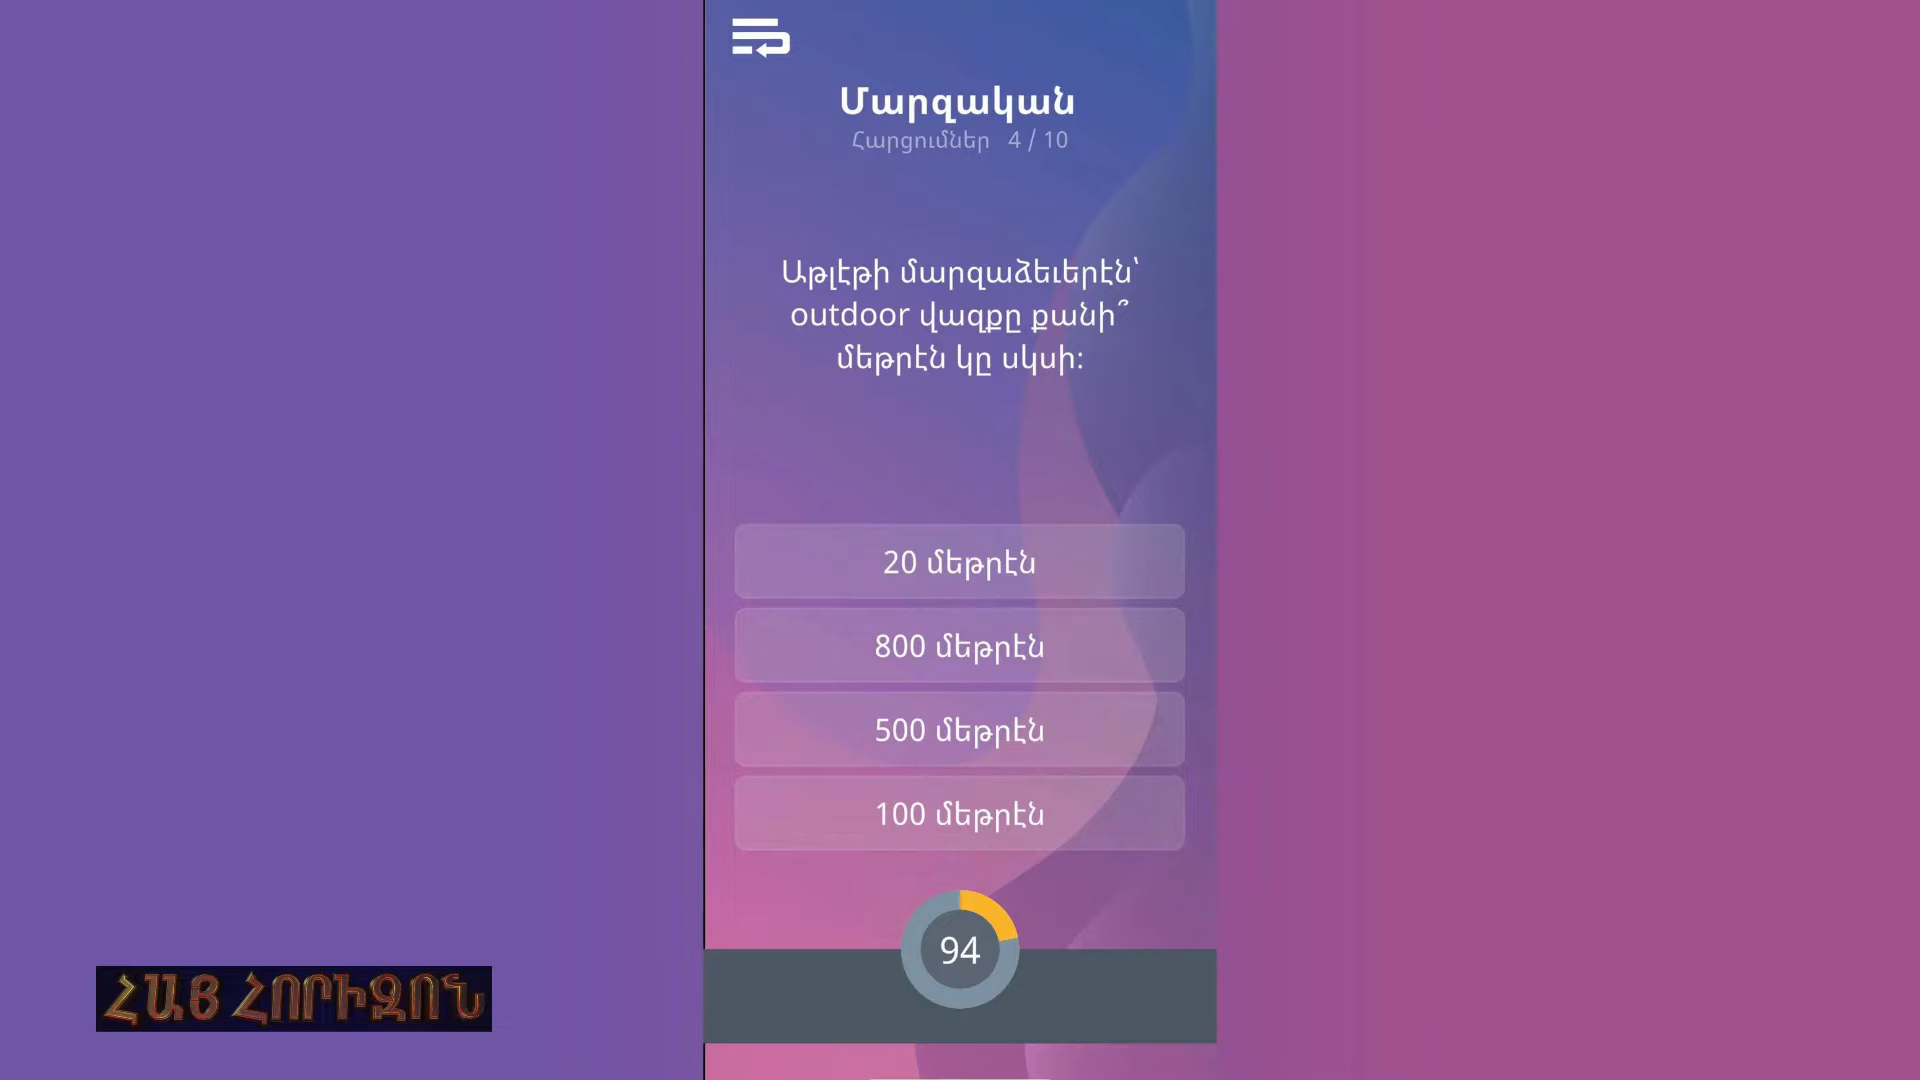 Մարզական
Հարցումներ 4 / 10
Աթլէթի մարզաձեւերէն՝
outdoor վազքը քանի՞
մեթրէն կը սկսի:
20 մեթրէն
800 մեթրէն
500 մեթրէն
100 մեթրէն
94
ՀԱՅ ՀՈՐԻԶՈՆ